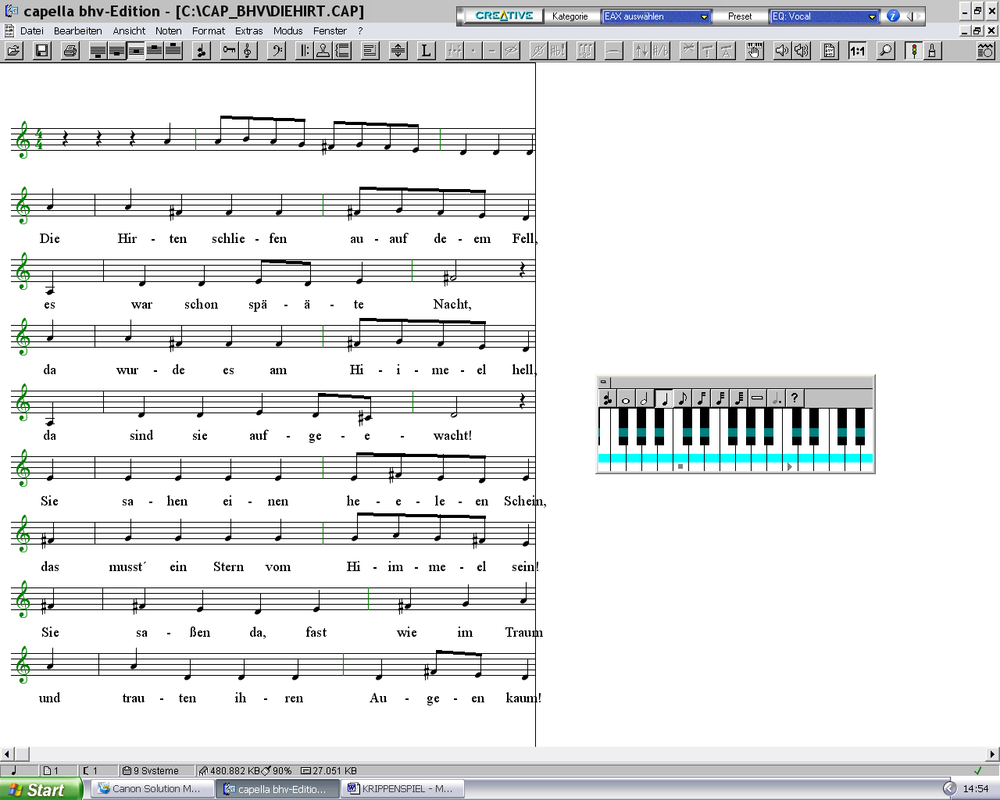 capella bhv-Edition - [C:\CAP_BHV\DIEHIRT.CAP]
CREATIVE Kategorie EAX auswählen Preset EQ: Vocal
Datei Bearbeiten Ansicht Noten Format Extras Modus Fenster ?
L 1:1
4
4
Die Hir - ten schlie - fen au - auf de - em Fell,
es war schon spä - ä - te Nacht,
da wur - de es am Hi - i - me - el hell,
da sind sie auf - ge - e - wacht!
Sie sa - hen ei - nen he - e - le - en Schein,
das musst´ ein Stern vom Hi - im - me - el sein!
Sie sa - ßen da, fast wie im Traum
und trau - ten ih - ren Au - ge - en kaum!
?
1 1 9 Systeme 480.882 KB 90% 27.051 KB
Start Canon Solution M... capella bhv-Editio... KRIPPENSPIEL - M... 14:54